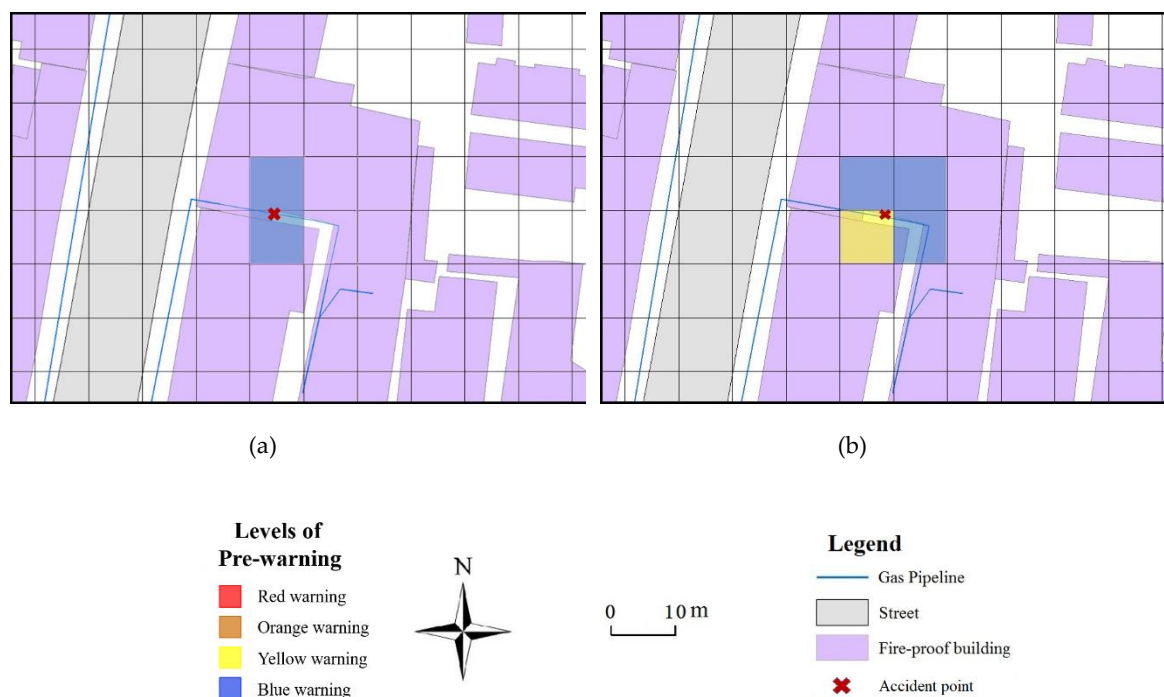 (a)
(b)
Levels of
Pre-warning
Red warning
Orange warning
Yellow warning
Blue warning
N
0 10 m
Legend
Gas Pipeline
Street
Fire-proof building
Accident point